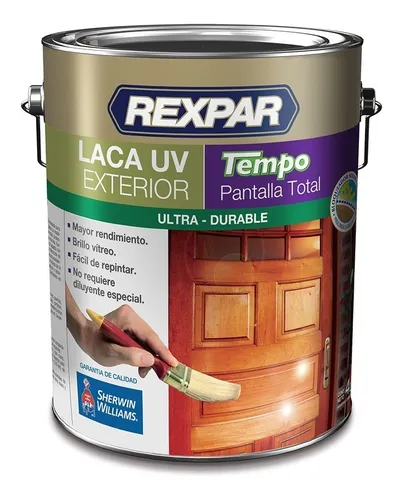 REXPAR
LACA UV
EXTERIOR
Tempo
Pantalla Total
ULTRA - DURABLE
• Mayor rendimiento.
• Brillo vítreo.
• Fácil de repintar.
• No requiere
diluyente especial.
GARANTIA DE CALIDAD
SHERWIN
WILLIAMS.